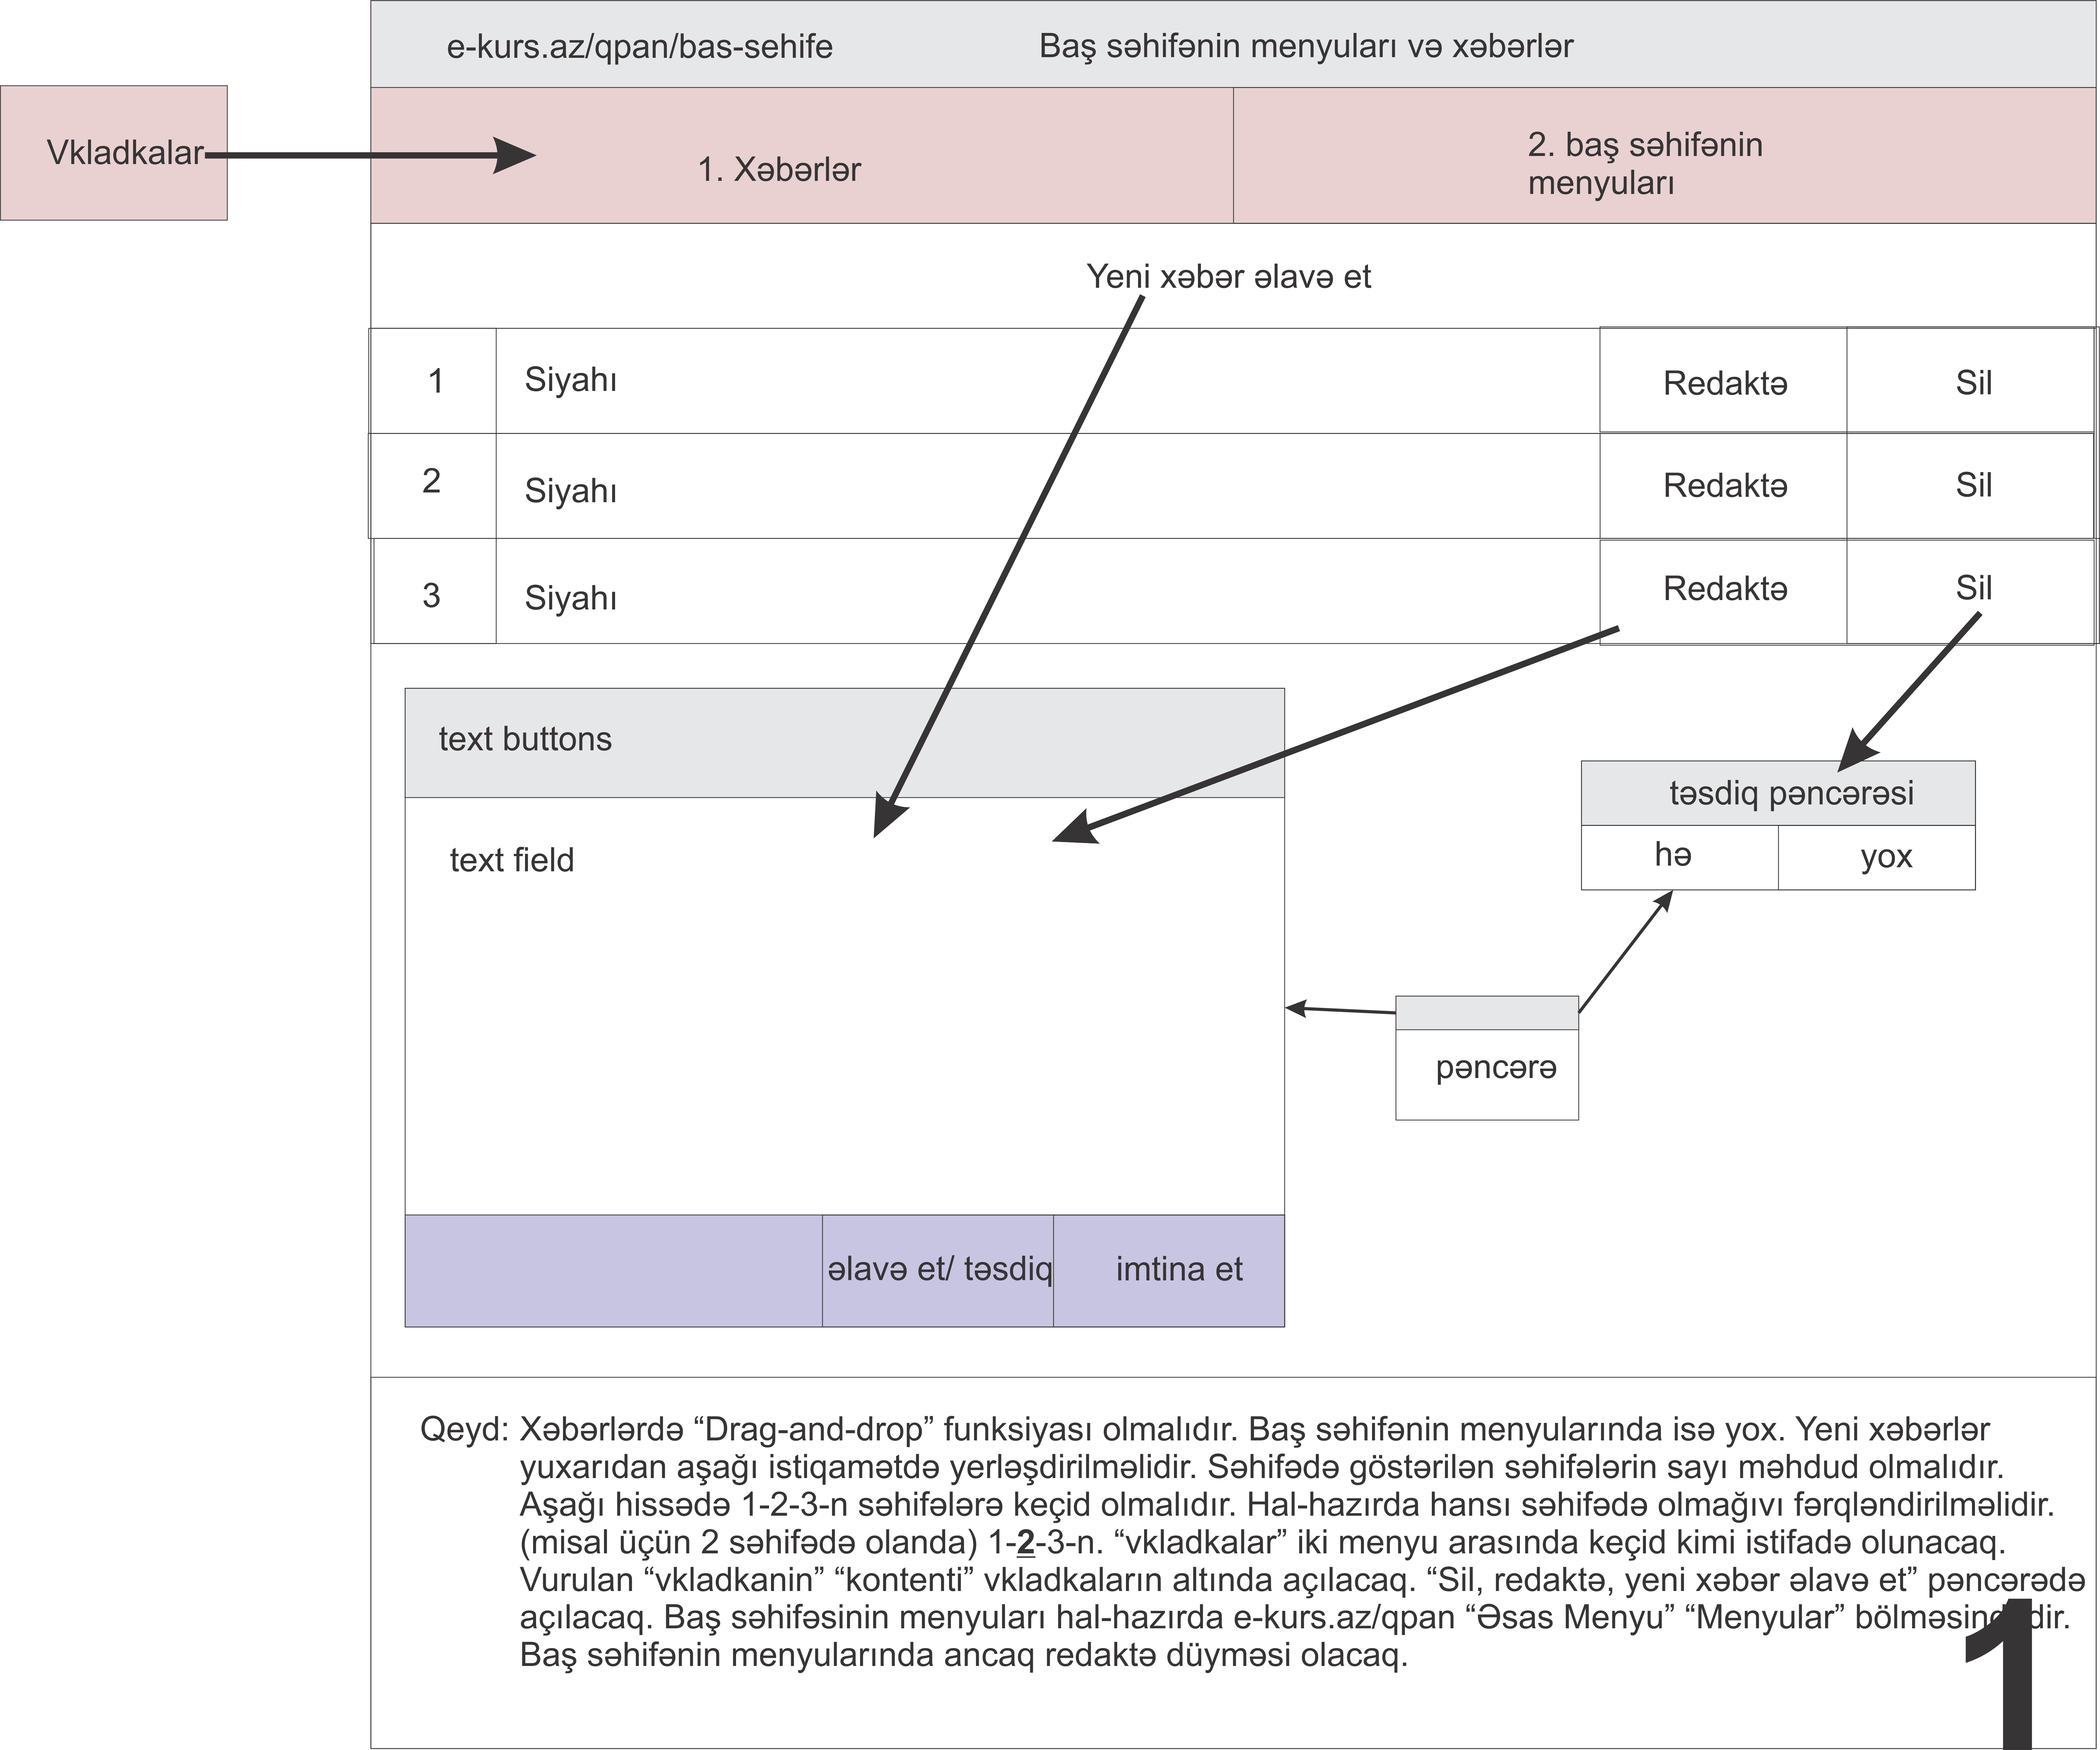 e-kurs.az/qpan/bas-sehife Baş səhifənin menyuları və xəbərlər
Vkladkalar
1. Xəbərlər
2. baş səhifənin
menyuları
Yeni xəbər əlavə et
1 Siyahı Redaktə Sil
2 Siyahı Redaktə Sil
3 Siyahı Redaktə Sil
text buttons
təsdiq pəncərəsi
hə yox
text field
pəncərə
əlavə et/ təsdiq imtina et
Qeyd: Xəbərlərdə “Drag-and-drop” funksiyası olmalıdır. Baş səhifənin menyularında isə yox. Yeni xəbərlər
yuxarıdan aşağı istiqamətdə yerləşdirilməlidir. Səhifədə göstərilən səhifələrin sayı məhdud olmalıdır.
Aşağı hissədə 1-2-3-n səhifələrə keçid olmalıdır. Hal-hazırda hansı səhifədə olmağıvı fərqləndirilməlidir.
(misal üçün 2 səhifədə olanda) 1-2-3-n. “vkladkalar” iki menyu arasında keçid kimi istifadə olunacaq.
Vurulan “vkladkanin” “kontenti” vkladkaların altında açılacaq. “Sil, redaktə, yeni xəbər əlavə et” pəncərədə
açılacaq. Baş səhifəsinin menyuları hal-hazırda e-kurs.az/qpan “Əsas Menyu” “Menyular” bölməsindədir.
Baş səhifənin menyularında ancaq redaktə düyməsi olacaq.
1